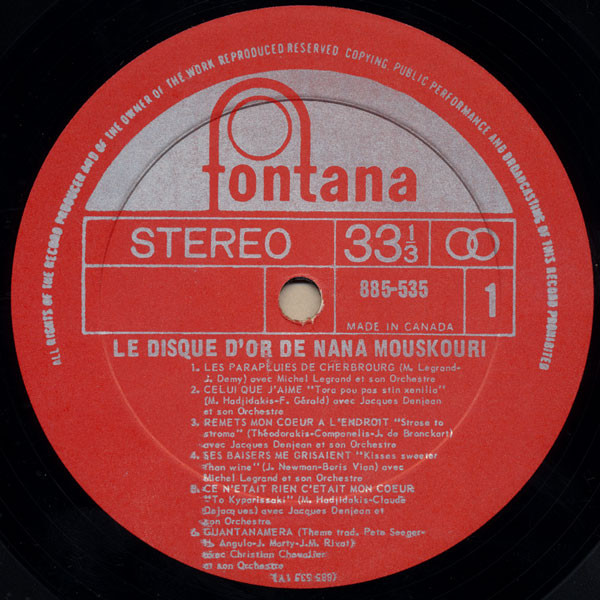 ALL RIGHTS OF THE RECORD PRODUCER AND OF THE OWNER OF THE WORK REPRODUCED RESERVED COPYING, PUBLIC PERFORMANCE AND BROADCASTING OF THIS RECORD PROHIBITED
fontana
STEREO 33 1/3
885-535 1
MADE IN CANADA
LE DISQUE D'OR DE NANA MOUSKOURI
1. LES PARAPLUIES DE CHERBROURG (M. Legrand-
J. Demy) avec Michel Legrand et son Orchestre
2. CELUI QUE J'AIME "Tora pou pas stin xenilia"
(M. Hadjidakis-F. Gérald) avec Jacques Denjean
et son Orchestre
3. REMETS MON COEUR A L'ENDROIT "Strose to
stroma" (Théodorakis-Companelis-J. de Bronckart)
avec Jacques Denjean et son Orchestre
4. SES BAISERS ME GRISAIENT "Kisses sweeter
than wine" (J. Newman-Boris Vian) avec
Michel Legrand et son Orchestre
5. CE N'ETAIT RIEN C'ETAIT MON COEUR
"To Kyparissaki" (M. Hadjidakis-Claude
Dejacques) avec Jacques Denjean et
son Orchestre
6. GUANTANAMERA (Theme trad. Pete Seeger-
H. Angulo-J. Marty-J.M. Rivat)
avec Christian Chevallier
et son Orchestre